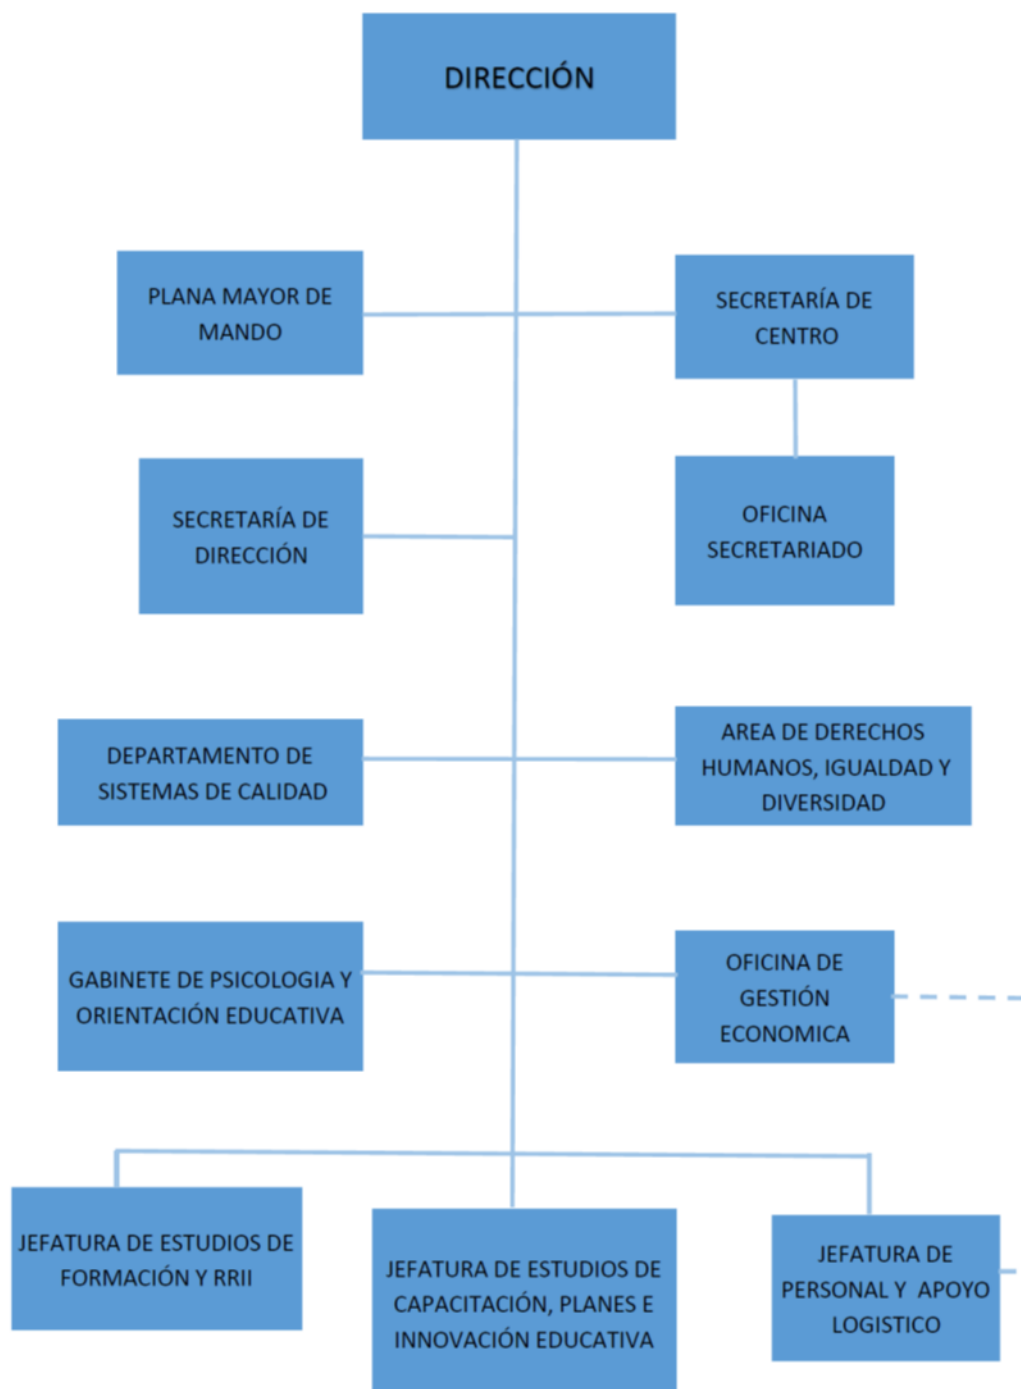 DIRECCIÓN
PLANA MAYOR DE
MANDO
SECRETARÍA DE
CENTRO
SECRETARÍA DE
DIRECCIÓN
OFICINA
SECRETARIADO
DEPARTAMENTO DE
SISTEMAS DE CALIDAD
AREA DE DERECHOS
HUMANOS, IGUALDAD Y
DIVERSIDAD
GABINETE DE PSICOLOGIA Y
ORIENTACIÓN EDUCATIVA
OFICINA DE
GESTIÓN
ECONOMICA
JEFATURA DE ESTUDIOS DE
FORMACIÓN Y RRII
JEFATURA DE ESTUDIOS DE
CAPACITACIÓN, PLANES E
INNOVACIÓN EDUCATIVA
JEFATURA DE
PERSONAL Y APOYO
LOGISTICO